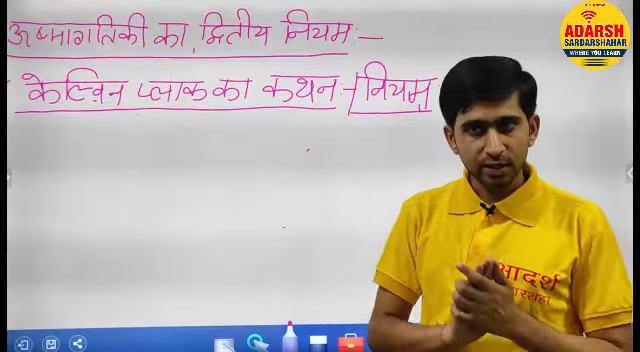 ऊष्मागतिकी का द्वितीय नियम :-
केल्विन प्लांक का कथन :- / नियम
ADARSH
SARDARSHAHAR
WHERE YOU LEARN
आदर्श